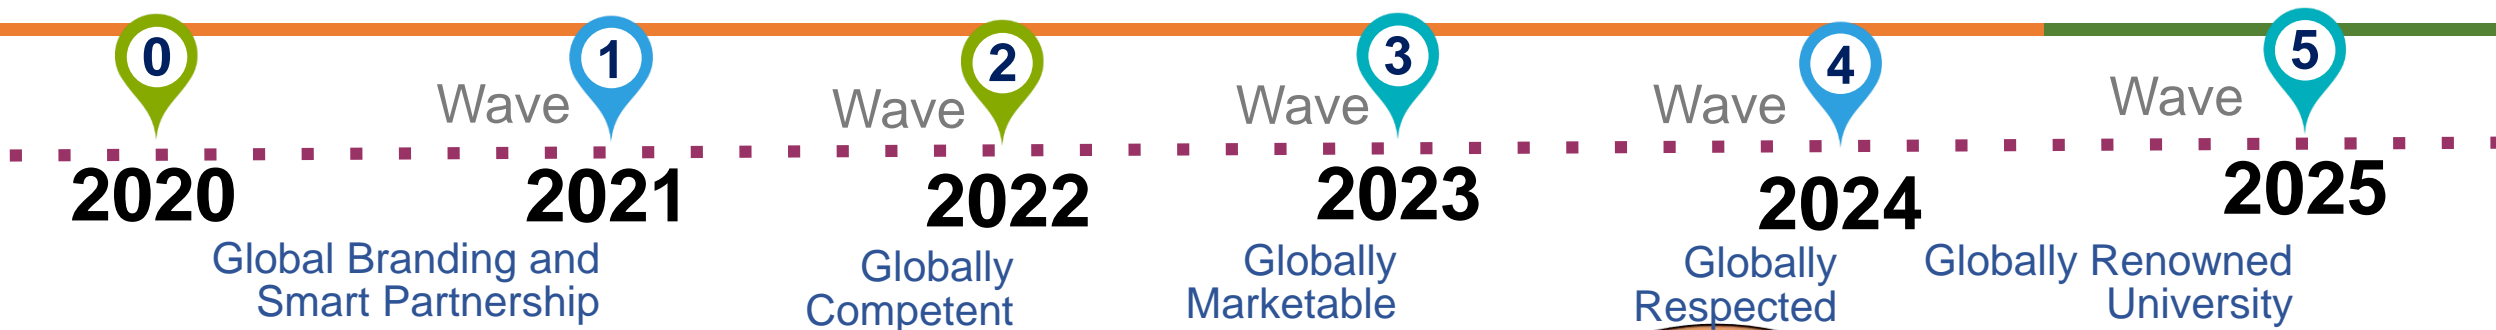 0
Wave 1
Wave 2
Wave 3
Wave 4
Wave 5
2020
2021
2022
2023
2024
2025
Global Branding and
Smart Partnership
Globally
Competent
Globally
Marketable
Globally
Respected
Globally Renowned
University